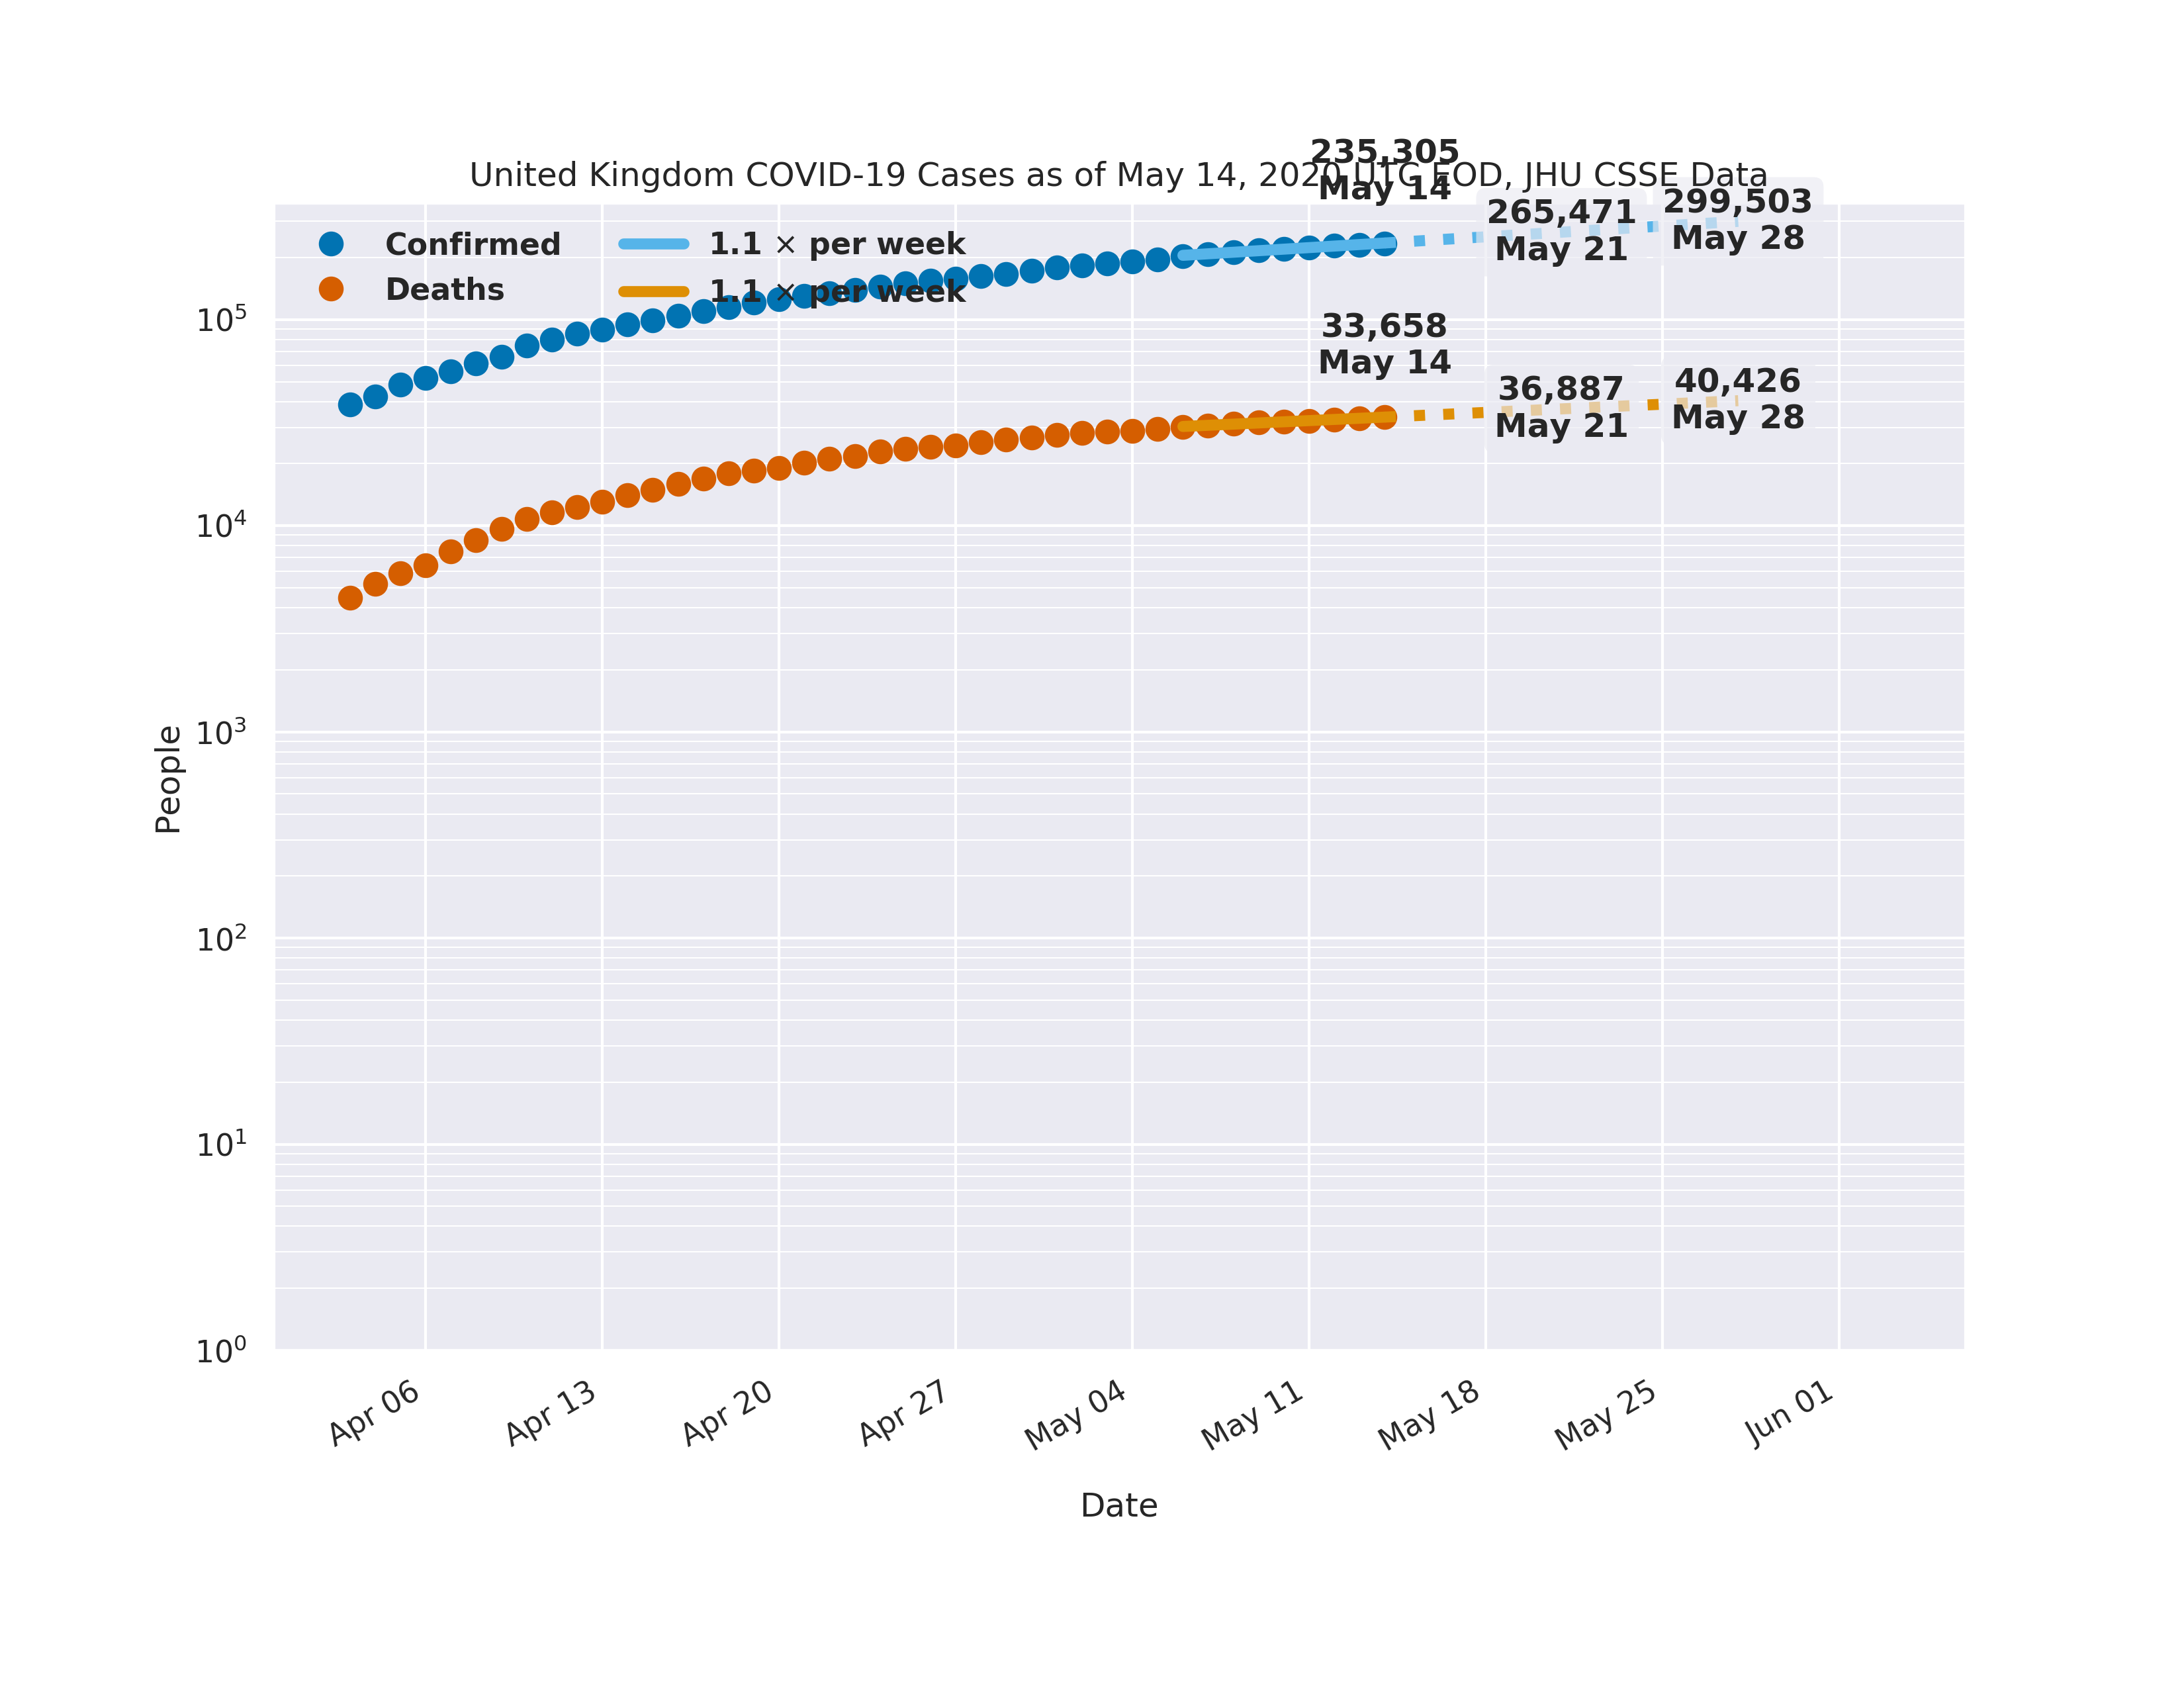 235,305
May 14
United Kingdom COVID-19 Cases as of May 14, 2020 UTC EOD, JHU CSSE Data
265,471
May 21
299,503
May 28
Confirmed
Deaths
1.1 × per week
1.1 × per week
33,658
May 14
36,887
May 21
40,426
May 28
People
10⁵
10⁴
10³
10²
10¹
10⁰
Apr 06
Apr 13
Apr 20
Apr 27
May 04
May 11
May 18
May 25
Jun 01
Date